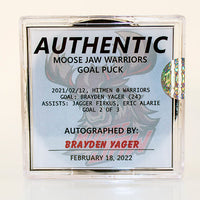 AUTHENTIC
MOOSE JAW WARRIORS
GOAL PUCK
2021/02/12, HITMEN @ WARRIORS
GOAL: BRAYDEN YAGER (24)
ASSISTS: JAGGER FIRKUS, ERIC ALARIE
GOAL 2 OF 3
AUTOGRAPHED BY:
BRAYDEN YAGER
FEBRUARY 18, 2022